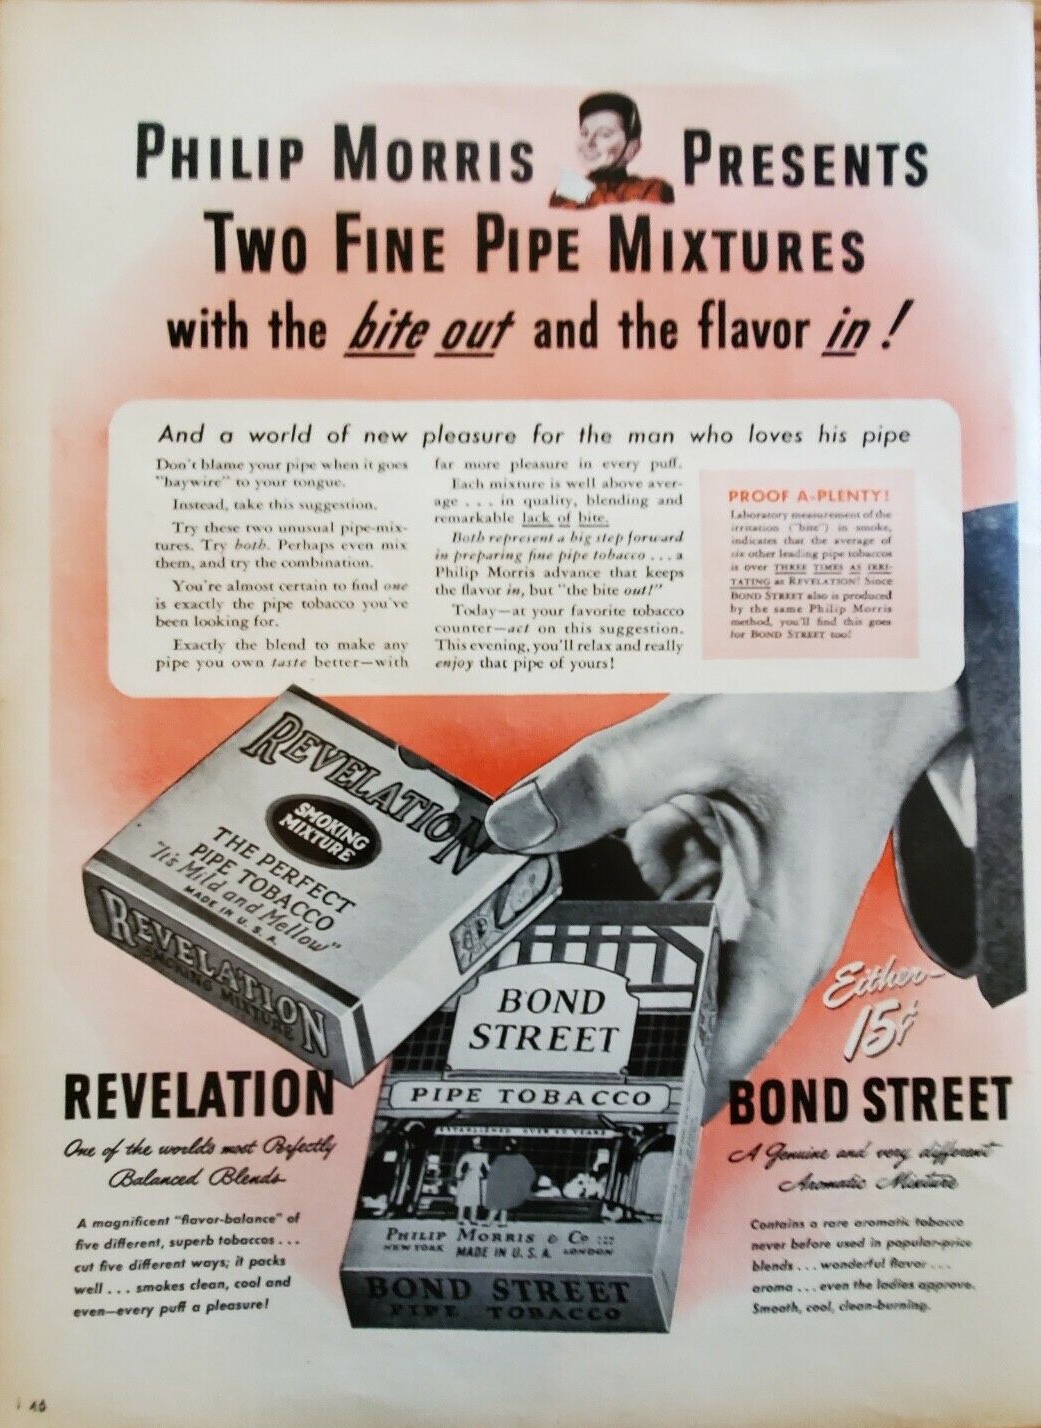 PHILIP MORRIS PRESENTS
TWO FINE PIPE MIXTURES
with the bite out and the flavor in!
And a world of new pleasure for the man who loves his pipe
Don't blame your pipe when it goes
"haywire" to your tongue.
Instead, take this suggestion.
Try these two unusual pipe-mix-
tures. Try both. Perhaps even mix
them, and try the combination.
You're almost certain to find one
is exactly the pipe tobacco you've
been looking for.
Exactly the blend to make any
pipe you own taste better—with
far more pleasure in every puff.
Each mixture is well above aver-
age . . . in quality, blending and
remarkable lack of bite.
Both represent a big step forward
in preparing fine pipe tobacco . . . a
Philip Morris advance that keeps
the flavor in, but "the bite out!"
Today—at your favorite tobacco
counter—act on this suggestion.
This evening, you'll relax and really
enjoy that pipe of yours!
PROOF A-PLENTY!
Laboratory measurement of the
irritation ("bite") in smoke,
indicates that the average of
six other leading pipe tobaccos
is over THREE TIMES AS IRRI-
TATING as REVELATION! Since
BOND STREET also is produced
by the same Philip Morris
method, you'll find this goes
for BOND STREET too!
REVELATION
SMOKING
MIXTURE
THE PERFECT
PIPE TOBACCO
"It's Mild and Mellow"
MADE IN U. S. A.
REVELATION
SMOKING MIXTURE
BOND
STREET
PIPE TOBACCO
ESTABLISHED OVER 80 YEARS
PHILIP MORRIS & Co
NEW YORK MADE IN U. S. A. LONDON
BOND STREET
PIPE TOBACCO
Either—
15¢
REVELATION
One of the world's most Perfectly
Balanced Blends
A magnificent "flavor-balance" of
five different, superb tobaccos . . .
cut five different ways; it packs
well . . . smokes clean, cool and
even—every puff a pleasure!
BOND STREET
A Genuine and very different
Aromatic Mixture
Contains a rare aromatic tobacco
never before used in popular-price
blends . . . wonderful flavor . . .
aroma . . . even the ladies approve.
Smooth, cool, clean-burning.